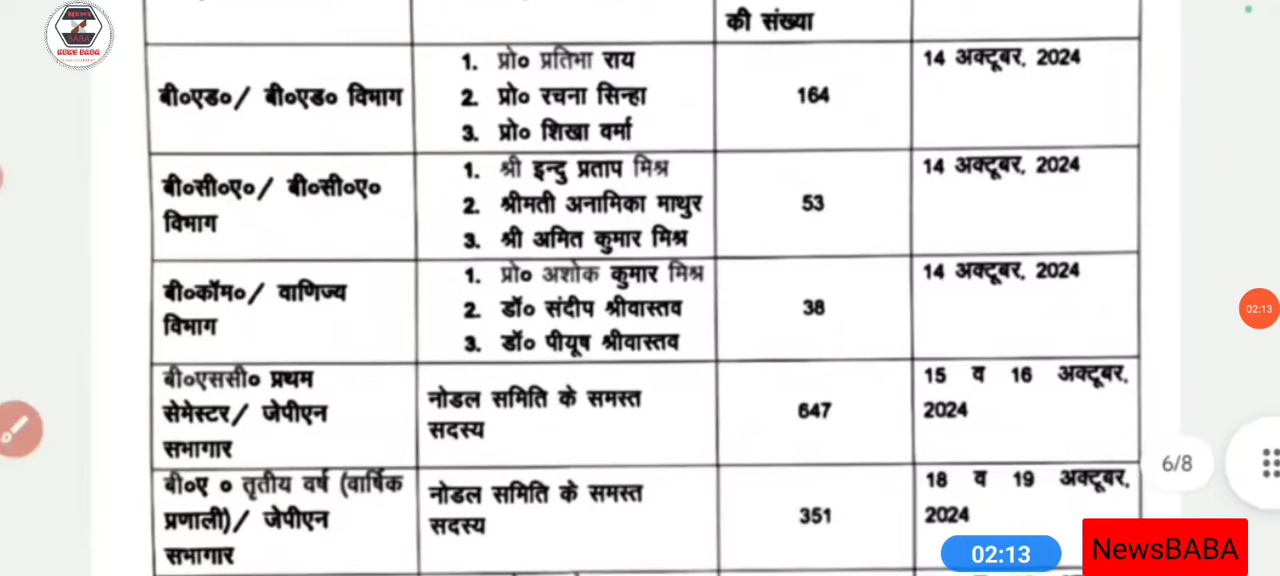 NEWS
BABA
NEWS BABA
की संख्या
बी०एड०/ बी०एड० विभाग
1. प्रो० प्रतिभा राय
2. प्रो० रचना सिन्हा
3. प्रो० शिखा वर्मा
164
14 अक्टूबर, 2024
बी०सी०ए०/ बी०सी०ए०
विभाग
1. श्री इन्दु प्रताप मिश्र
2. श्रीमती अनामिका माथुर
3. श्री अमित कुमार मिश्र
53
14 अक्टूबर, 2024
बी०कॉम०/ वाणिज्य
विभाग
1. प्रो० अशोक कुमार मिश्र
2. डॉ० संदीप श्रीवास्तव
3. डॉ० पीयूष श्रीवास्तव
38
14 अक्टूबर, 2024
बी०एससी० प्रथम
सेमेस्टर/ जेपीएन
सभागार
नोडल समिति के समस्त
सदस्य
647
15 व 16 अक्टूबर,
2024
बी०ए ० तृतीय वर्ष (वार्षिक
प्रणाली)/ जेपीएन
सभागार
नोडल समिति के समस्त
सदस्य
351
18 व 19 अक्टूबर,
2024
02:13
6/8
02:13
NewsBABA